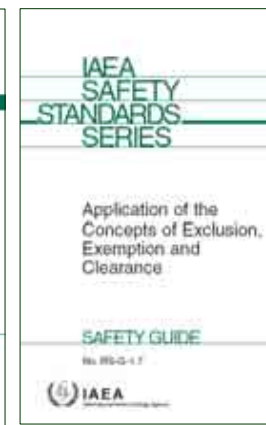 IAEA
SAFETY
STANDARDS
SERIES
Application of the
Concepts of Exclusion,
Exemption and
Clearance
SAFETY GUIDE
No. RS-G-1.7
IAEA